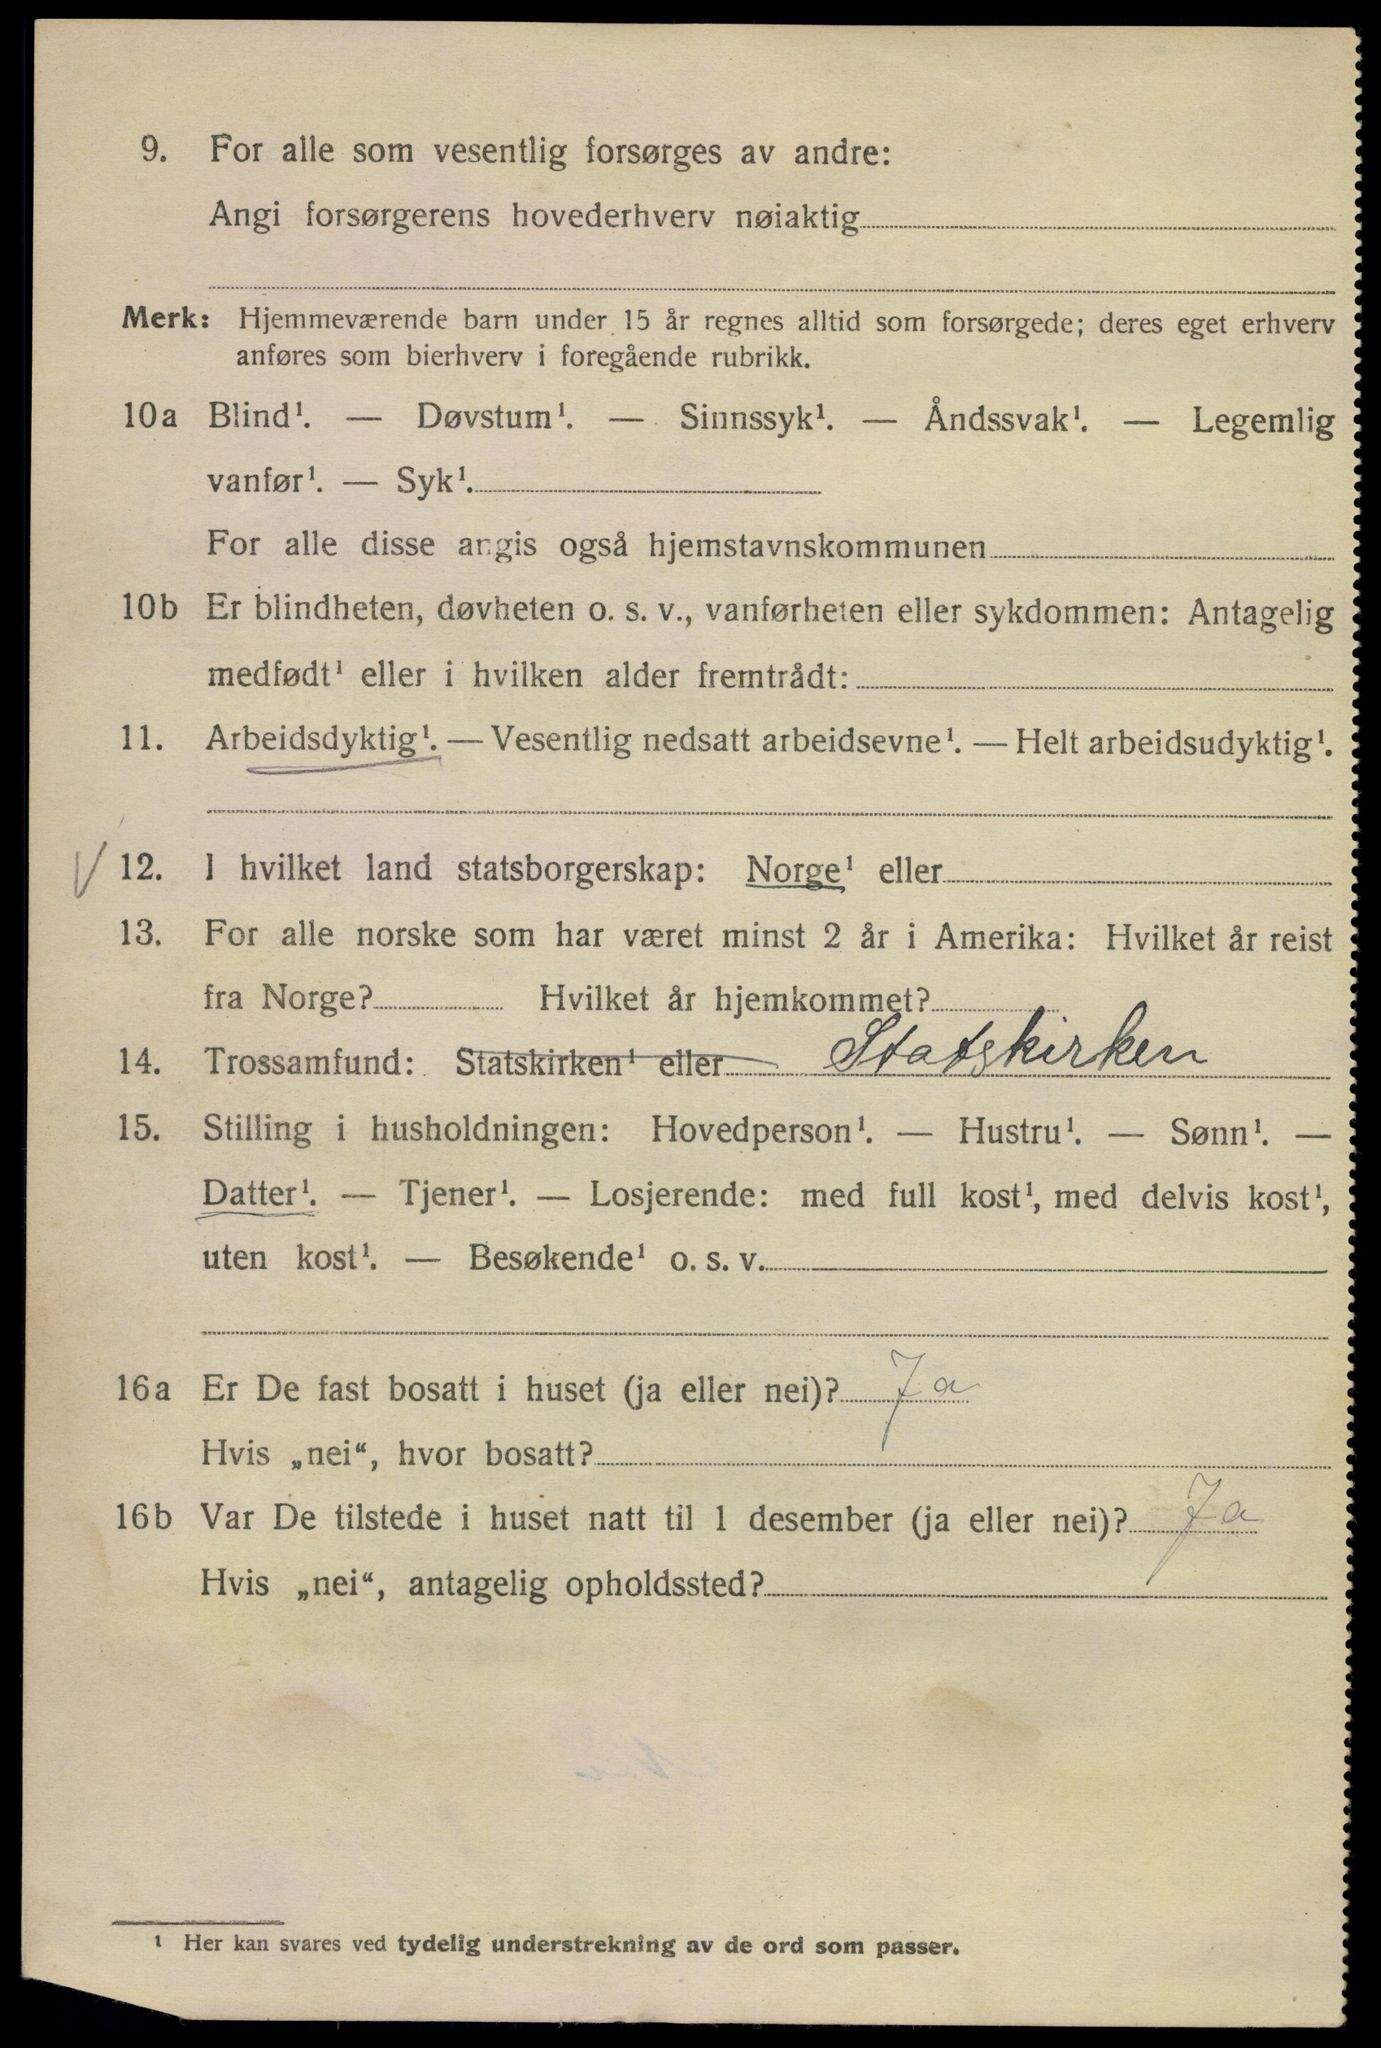 9. For alle som vesentlig forsørges av andre:
Angi forsørgerens hovederhverv nøiaktig
Merk: Hjemmeværende barn under 15 år regnes alltid som forsørgede; deres eget erhverv
anføres som bierhverv i foregående rubrikk.
10a Blind¹. — Døvstum¹. — Sinnssyk¹. — Åndssvak¹. — Legemlig
vanfør¹. — Syk¹.
For alle disse angis også hjemstavnskommunen
10b Er blindheten, døvheten o. s. v., vanførheten eller sykdommen: Antagelig
medfødt¹ eller i hvilken alder fremtrådt:
11. Arbeidsdyktig¹. — Vesentlig nedsatt arbeidsevne¹. — Helt arbeidsudyktig¹.
V 12. I hvilket land statsborgerskap: Norge¹ eller
13. For alle norske som har været minst 2 år i Amerika: Hvilket år reist
fra Norge? Hvilket år hjemkommet?
14. Trossamfund: Statskirken¹ eller Statskirken
15. Stilling i husholdningen: Hovedperson¹. — Hustru¹. — Sønn¹. —
Datter¹. — Tjener¹. — Losjerende: med full kost¹, med delvis kost¹,
uten kost¹. — Besøkende¹ o. s. v.
16a Er De fast bosatt i huset (ja eller nei)? Ja
Hvis „nei“, hvor bosatt?
16b Var De tilstede i huset natt til 1 desember (ja eller nei)? Ja
Hvis „nei“, antagelig opholdssted?
¹ Her kan svares ved tydelig understrekning av de ord som passer.